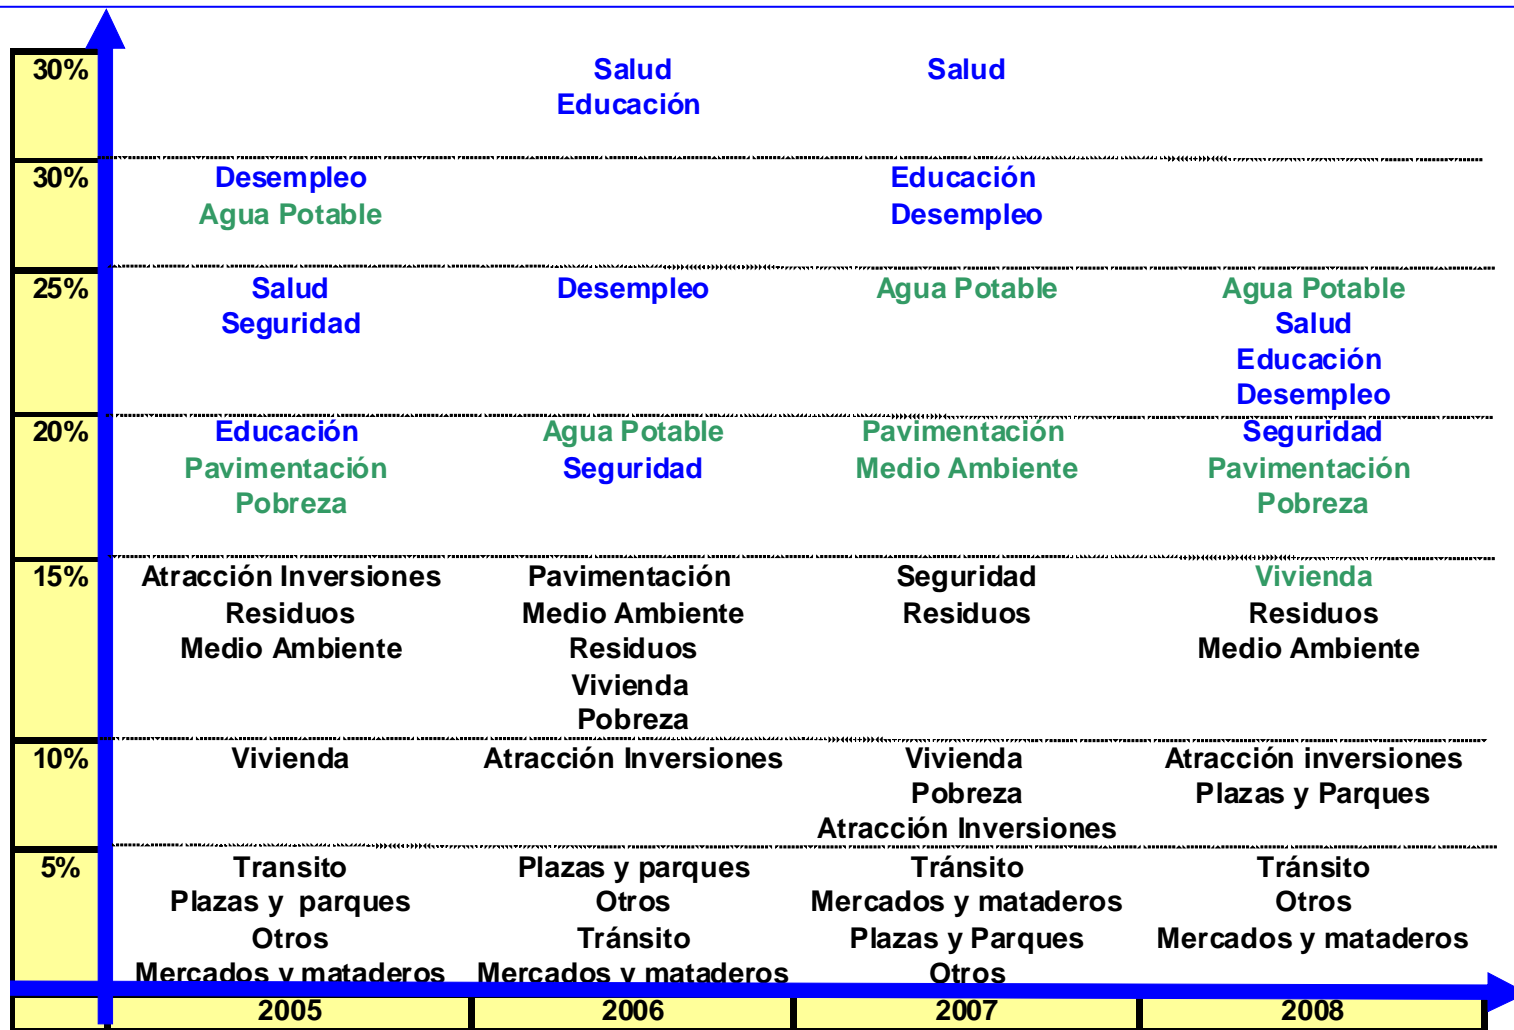 30% Salud Salud
Educación
30% Desempleo Educación
Agua Potable Desempleo
25% Salud Desempleo Agua Potable Agua Potable
Seguridad Salud
Educación
Desempleo
20% Educación Agua Potable Pavimentación Seguridad
Pavimentación Seguridad Medio Ambiente Pavimentación
Pobreza Pobreza
15% Atracción Inversiones Pavimentación Seguridad Vivienda
Residuos Medio Ambiente Residuos Residuos
Medio Ambiente Residuos Medio Ambiente
Vivienda
Pobreza
10% Vivienda Atracción Inversiones Vivienda Atracción inversiones
Pobreza Plazas y Parques
Atracción Inversiones
5% Transito Plazas y parques Tránsito Tránsito
Plazas y parques Otros Mercados y mataderos Otros
Otros Tránsito Plazas y Parques Mercados y mataderos
Mercados y mataderos Mercados y mataderos Otros
2005 2006 2007 2008